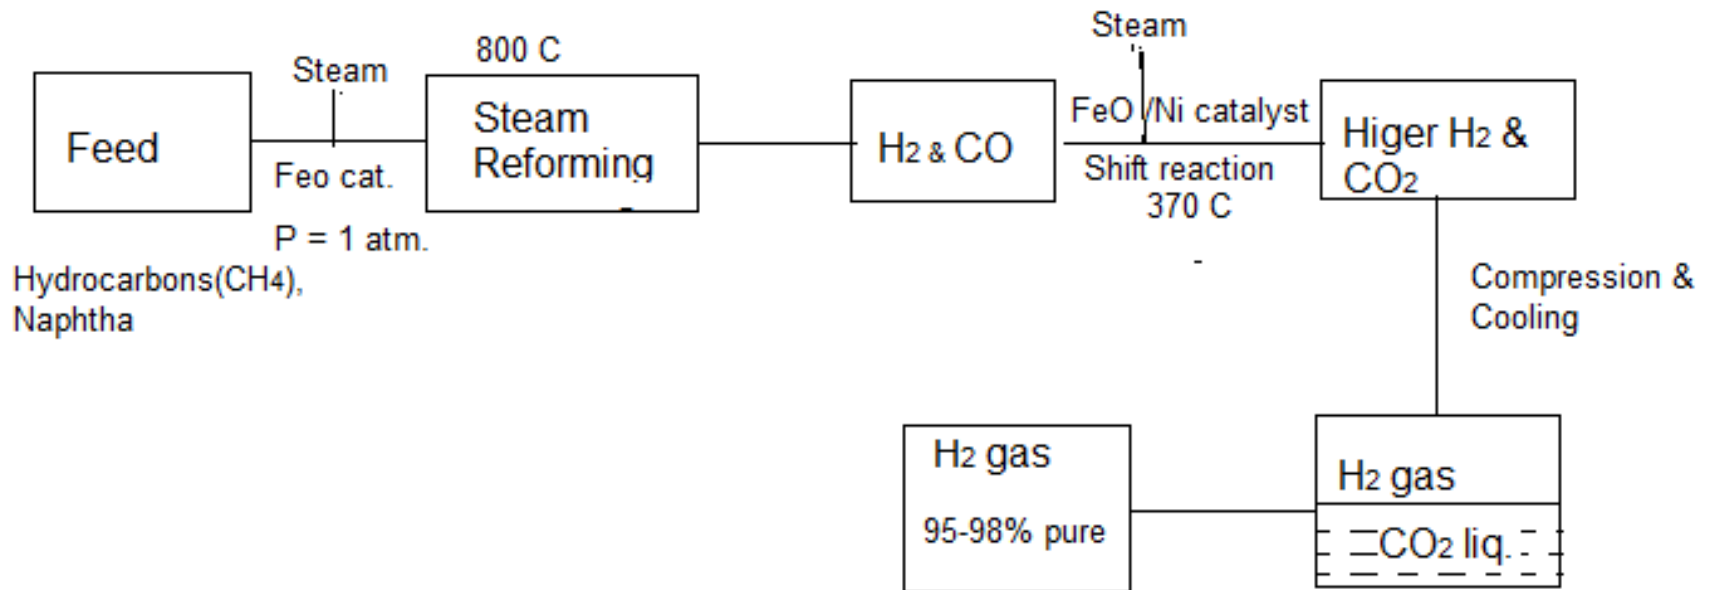 Feed
Steam
Feo cat.
P = 1 atm.
Hydrocarbons(CH4),
Naphtha
800 C
Steam
Reforming
H2 & CO
Steam
FeO /Ni catalyst
Shift reaction
370 C
Higer H2 &
CO2
Compression &
Cooling
H2 gas
CO2 liq.
H2 gas
95-98% pure